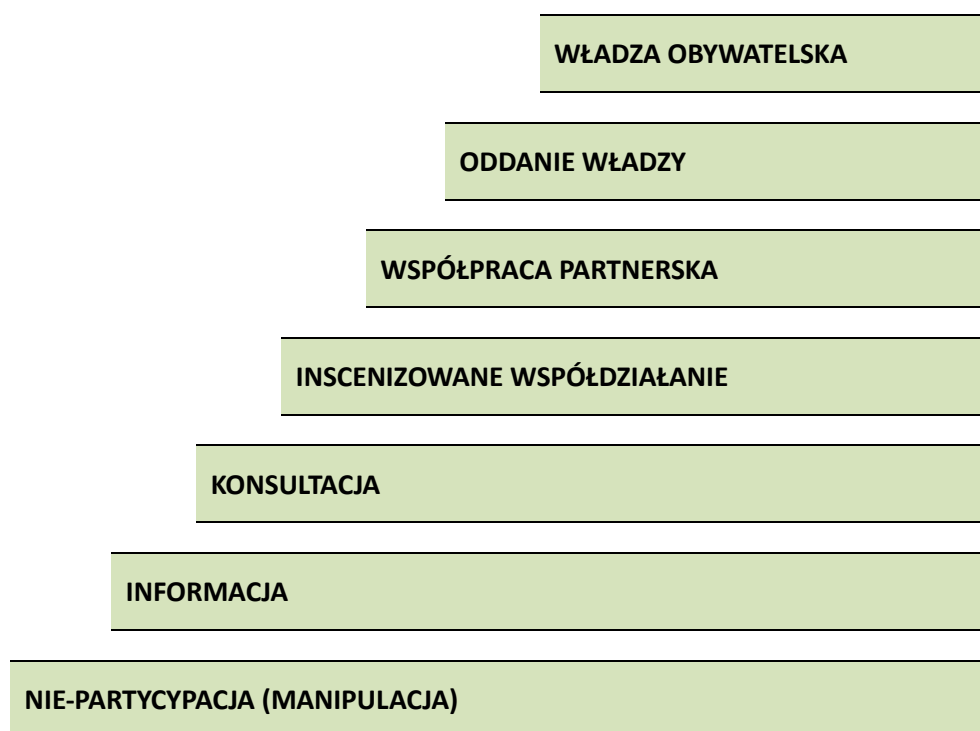 WŁADZA OBYWATELSKA
ODDANIE WŁADZY
WSPÓŁPRACA PARTNERSKA
INSCENIZOWANE WSPÓŁDZIAŁANIE
KONSULTACJA
INFORMACJA
NIE-PARTYCYPACJA (MANIPULACJA)